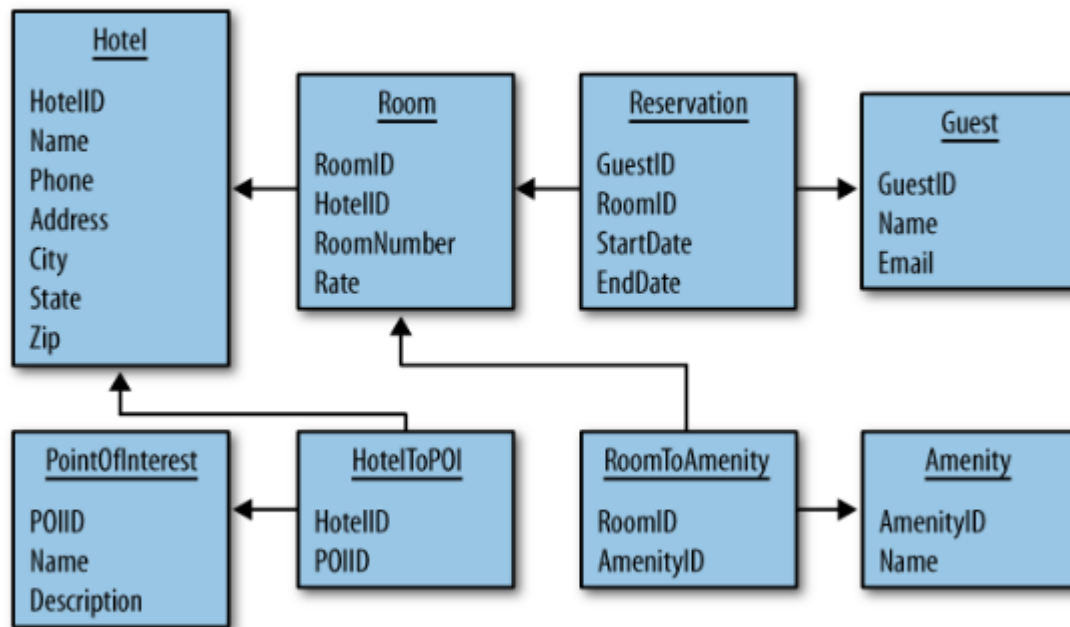 Hotel
HotelID
Name
Phone
Address
City
State
Zip
Room
RoomID
HotelID
RoomNumber
Rate
Reservation
GuestID
RoomID
StartDate
EndDate
Guest
GuestID
Name
Email
PointOfInterest
POIID
Name
Description
HotelToPOI
HotelID
POIID
RoomToAmenity
RoomID
AmenityID
Amenity
AmenityID
Name